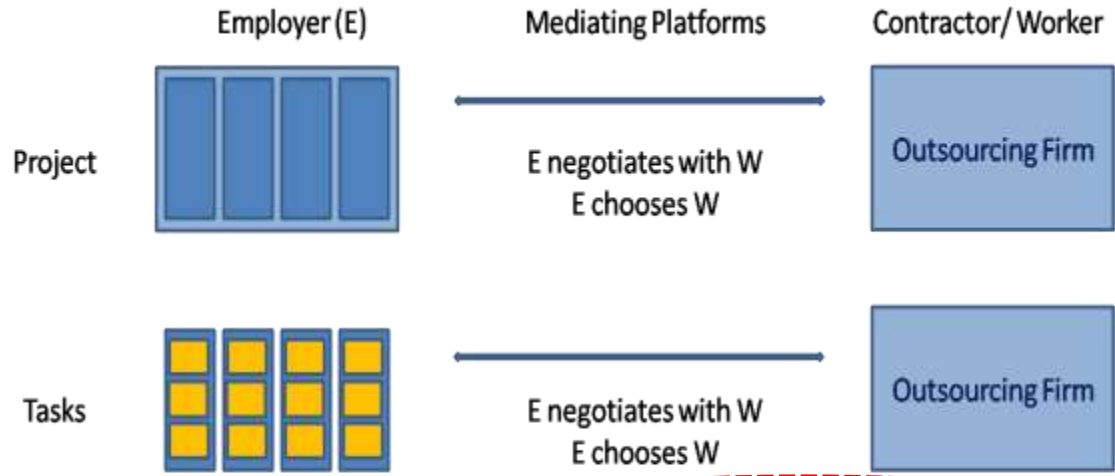 Employer (E) Mediating Platforms Contractor/ Worker
Project
E negotiates with W
E chooses W
Outsourcing Firm
Tasks
E negotiates with W
E chooses W
Outsourcing Firm